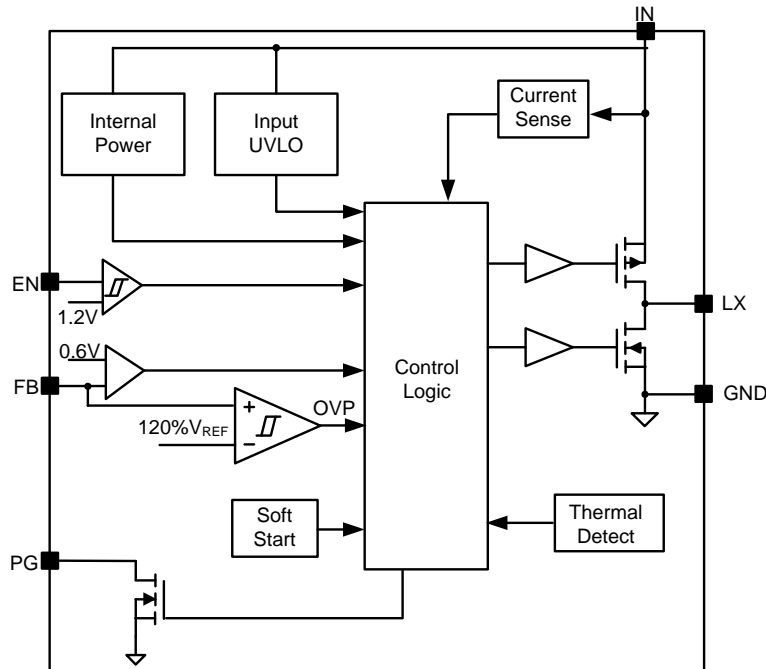 IN
Internal
Power
Input
UVLO
Current
Sense
EN
1.2V
0.6V
FB
+
−
OVP
120%VREF
Control
Logic
LX
GND
Soft
Start
Thermal
Detect
PG